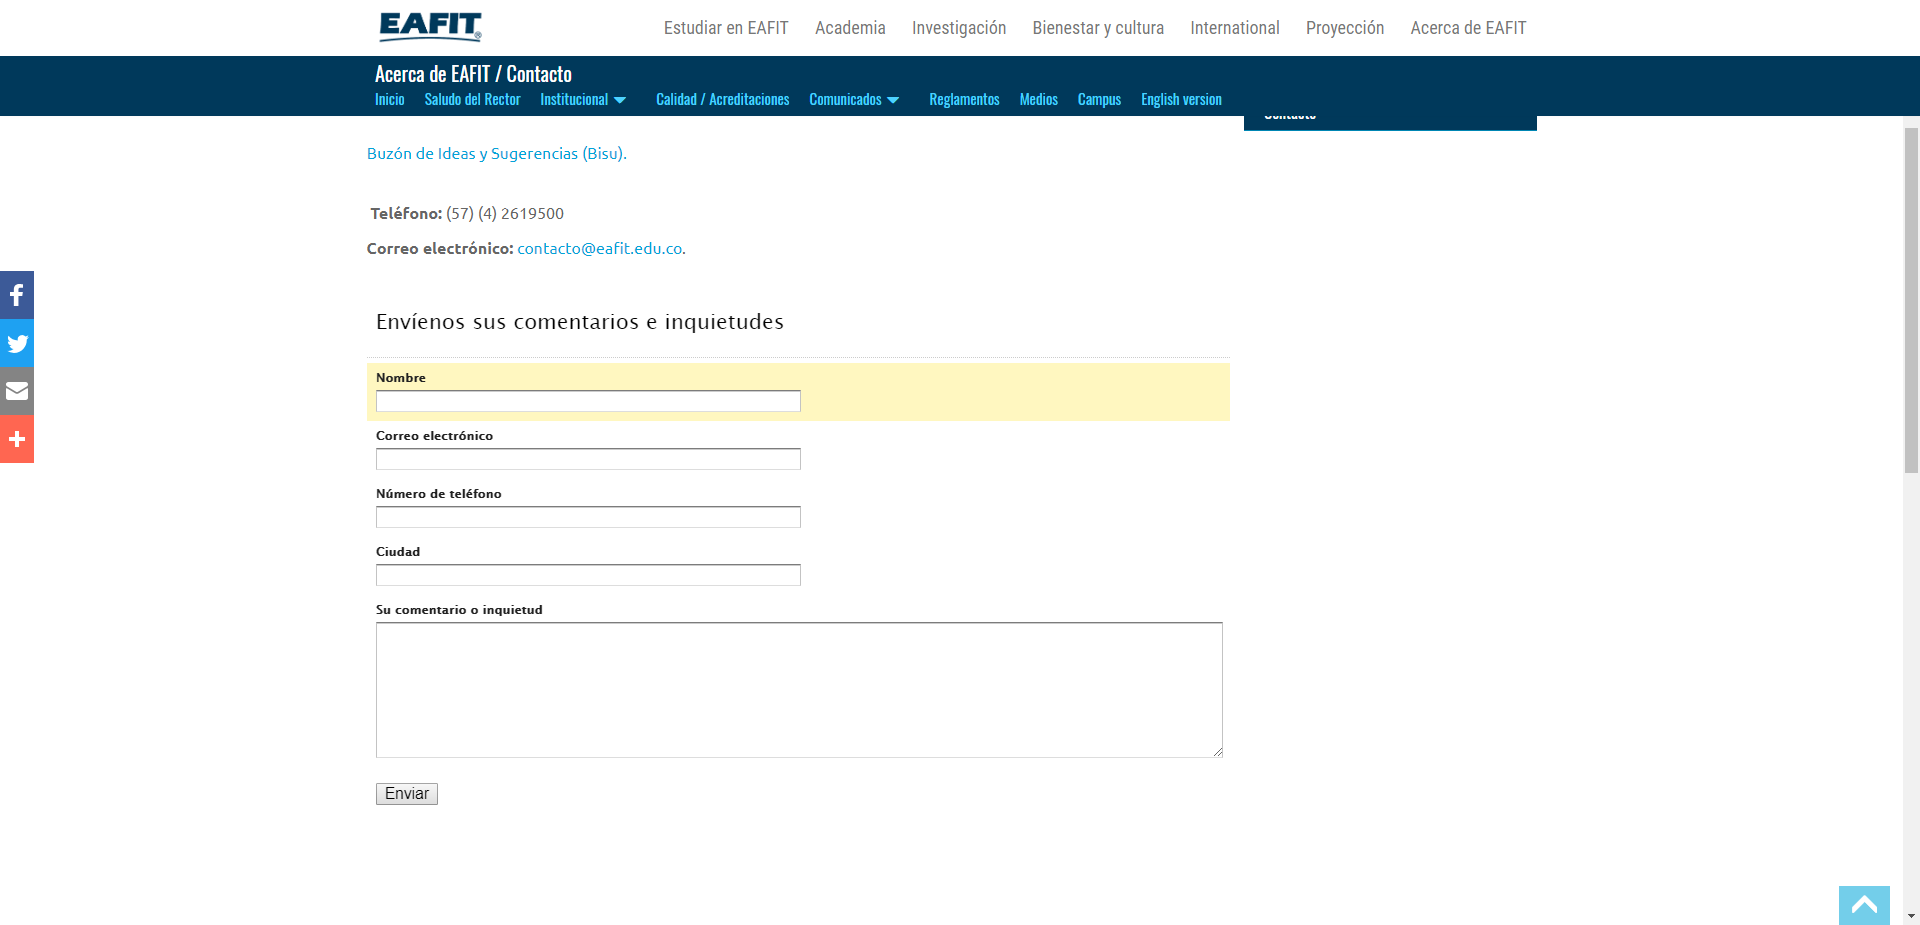 EAFIT®
Estudiar en EAFIT Academia Investigación Bienestar y cultura International Proyección Acerca de EAFIT
Acerca de EAFIT / Contacto
Inicio Saludo del Rector Institucional Calidad / Acreditaciones Comunicados Reglamentos Medios Campus English version
Contacto
Buzón de Ideas y Sugerencias (Bisu).
Teléfono: (57) (4) 2619500
Correo electrónico: contacto@eafit.edu.co.
Envíenos sus comentarios e inquietudes
Nombre
Correo electrónico
Número de teléfono
Ciudad
Su comentario o inquietud
Enviar